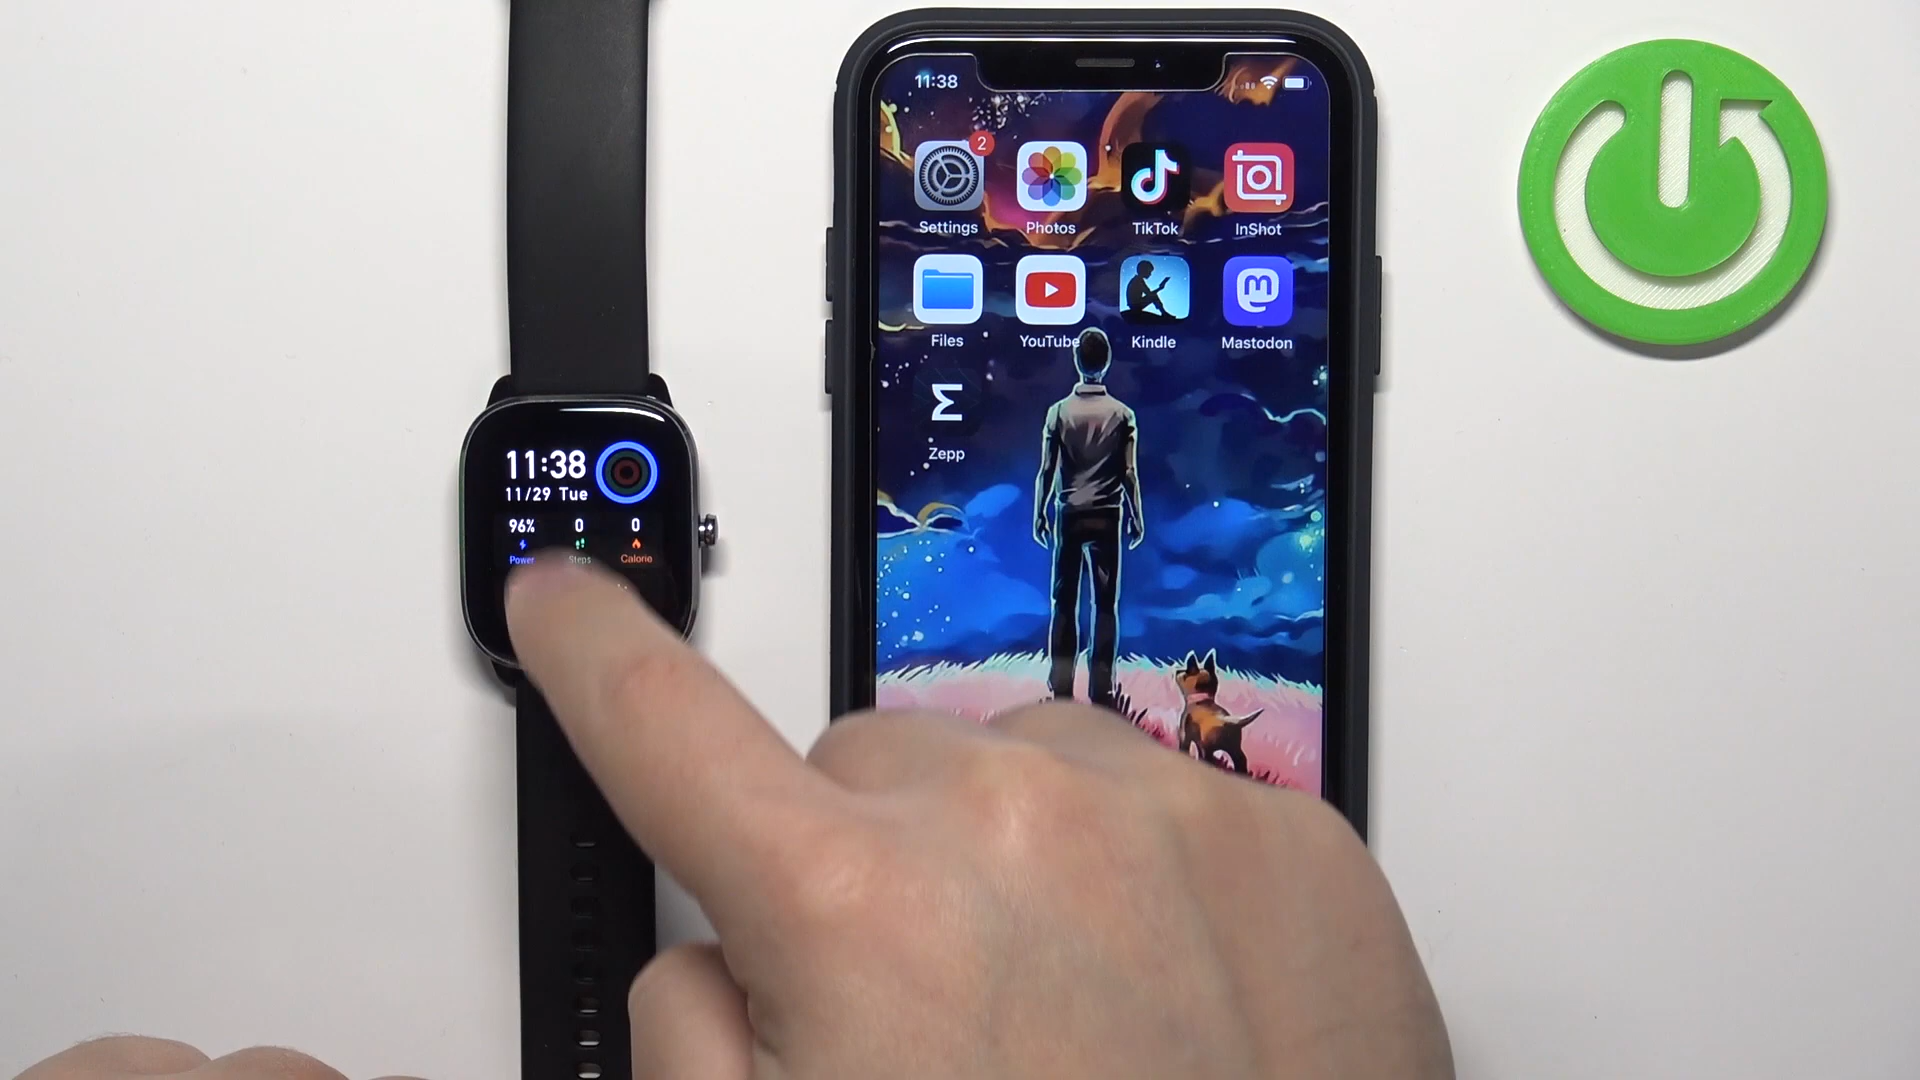 11:38
11/29 Tue
96% 0 0
Power Steps Calorie
11:38
2
Settings Photos TikTok InShot
Files YouTube Kindle Mastodon
Zepp